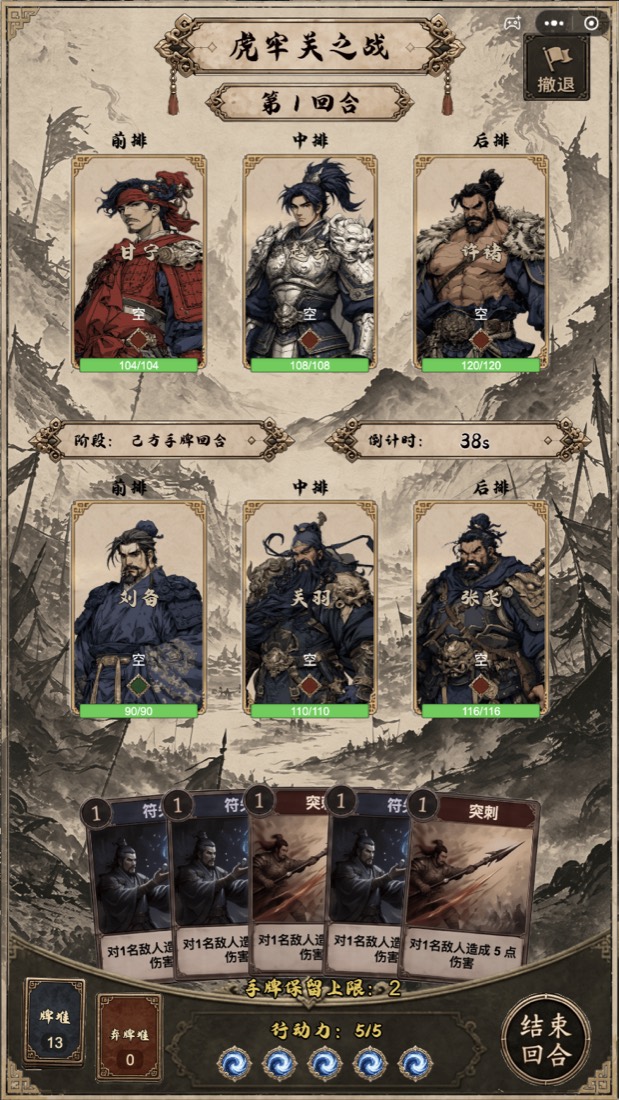 虎牢关之战
撤退
第1回合
前排
中排
后排
甘宁
许褚
空
空
空
104/104
108/108
120/120
阶段: 己方手牌回合
倒计时: 38s
前排
中排
后排
刘备
关羽
张飞
空
空
空
90/90
110/110
116/116
1
符
1
符
1
突
1
符
1
突刺
对1名敌人造
伤害
对1名敌人造
伤害
对1名敌人造
伤害
对1名敌人造
伤害
对1名敌人造成 5 点
伤害
手牌保留上限: 2
牌堆
13
弃牌堆
0
行动力: 5/5
结束
回合